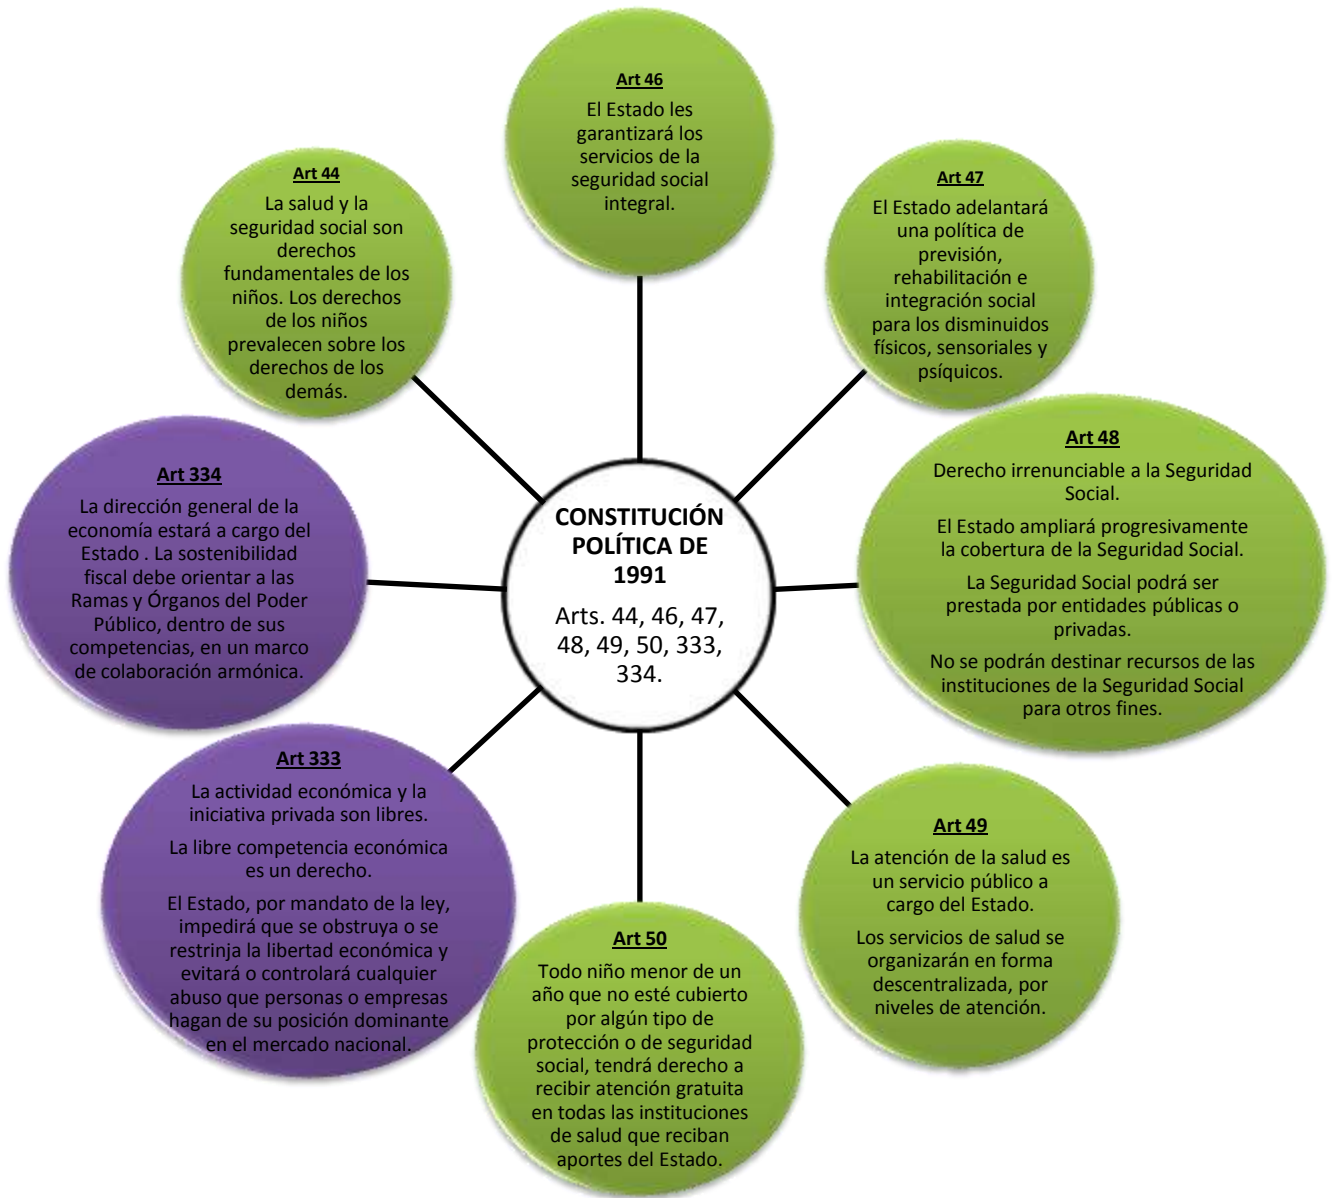 Art 46
El Estado les
garantizará los
servicios de la
seguridad social
integral.
Art 44
La salud y la
seguridad social son
derechos
fundamentales de los
niños. Los derechos
de los niños
prevalecen sobre los
derechos de los
demás.
Art 47
El Estado adelantará
una política de
previsión,
rehabilitación e
integración social
para los disminuidos
físicos, sensoriales y
psíquicos.
Art 334
La dirección general de la
economía estará a cargo del
Estado . La sostenibilidad
fiscal debe orientar a las
Ramas y Órganos del Poder
Público, dentro de sus
competencias, en un marco
de colaboración armónica.
CONSTITUCIÓN
POLÍTICA DE
1991
Arts. 44, 46, 47,
48, 49, 50, 333,
334.
Art 48
Derecho irrenunciable a la Seguridad
Social.
El Estado ampliará progresivamente
la cobertura de la Seguridad Social.
La Seguridad Social podrá ser
prestada por entidades públicas o
privadas.
No se podrán destinar recursos de las
instituciones de la Seguridad Social
para otros fines.
Art 333
La actividad económica y la
iniciativa privada son libres.
La libre competencia económica
es un derecho.
El Estado, por mandato de la ley,
impedirá que se obstruya o se
restrinja la libertad económica y
evitará o controlará cualquier
abuso que personas o empresas
hagan de su posición dominante
en el mercado nacional.
Art 50
Todo niño menor de un
año que no esté cubierto
por algún tipo de
protección o de seguridad
social, tendrá derecho a
recibir atención gratuita
en todas las instituciones
de salud que reciban
aportes del Estado.
Art 49
La atención de la salud es
un servicio público a
cargo del Estado.
Los servicios de salud se
organizarán en forma
descentralizada, por
niveles de atención.